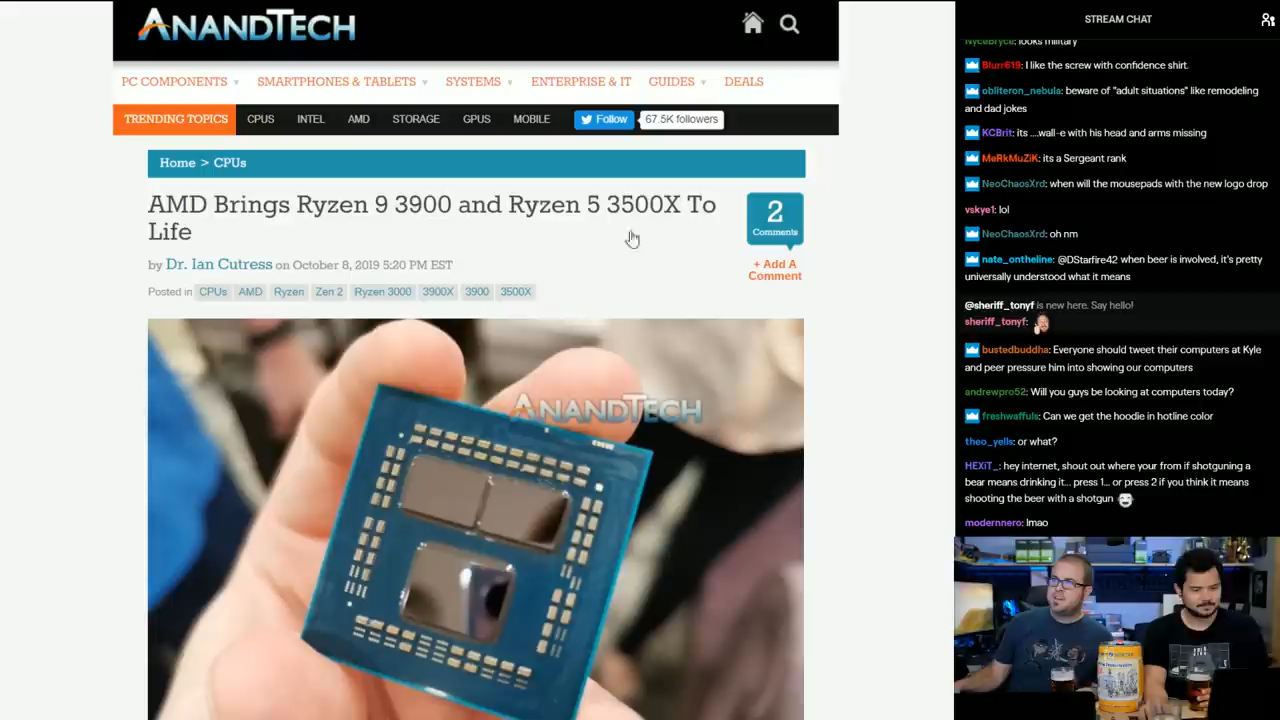 ANANDTECH
PC COMPONENTS
SMARTPHONES & TABLETS
SYSTEMS
ENTERPRISE & IT
GUIDES
DEALS
TRENDING TOPICS
CPUS
INTEL
AMD
STORAGE
GPUS
MOBILE
Follow
67.5K followers
Home > CPUs
AMD Brings Ryzen 9 3900 and Ryzen 5 3500X To
Life
by Dr. Ian Cutress on October 8, 2019 5:20 PM EST
Posted in CPUs AMD Ryzen Zen 2 Ryzen 3000 3900X 3900 3500X
2
Comments
+ Add A
Comment
ANANDTECH
STREAM CHAT
NyceBryce: looks military
Blurr619: I like the screw with confidence shirt.
obliteron_nebula: beware of "adult situations" like remodeling
and dad jokes
KCBrit: its ....wall-e with his head and arms missing
MeRkMuZiK: its a Sergeant rank
NeoChaosXrd: when will the mousepads with the new logo drop
vskye1: lol
NeoChaosXrd: oh nm
nate_ontheline: @DStarfire42 when beer is involved, it's pretty
universally understood what it means
@sheriff_tonyf is new here. Say hello!
sheriff_tonyf:
bustedbuddha: Everyone should tweet their computers at Kyle
and peer pressure him into showing our computers
andrewpro52: Will you guys be looking at computers today?
freshwaffuls: Can we get the hoodie in hotline color
theo_yells: or what?
HEXiT_: hey internet, shout out where your from if shotguning a
bear means drinking it... press 1... or press 2 if you think it means
shooting the beer with a shotgun
modernnero: lmao